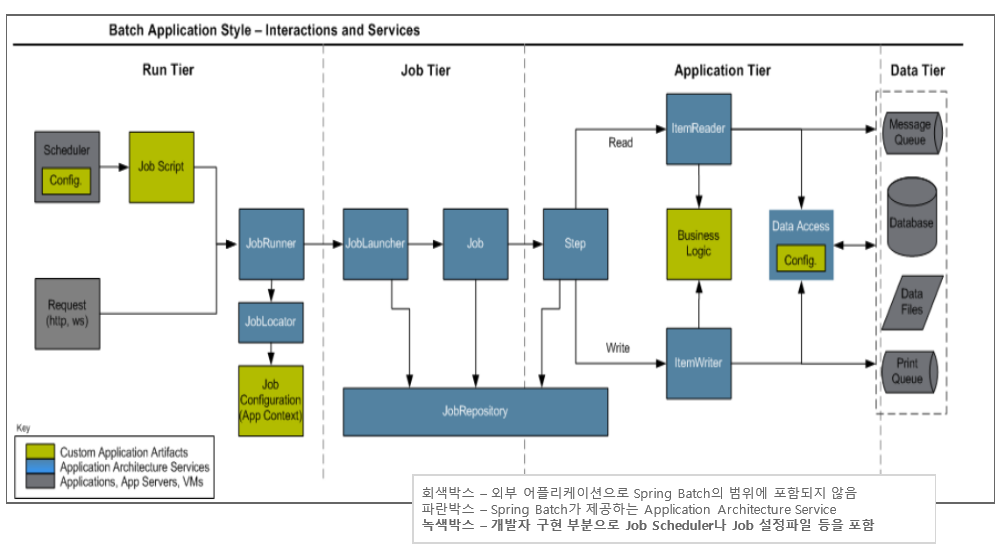 Batch Application Style – Interactions and Services
Run Tier
Job Tier
Application Tier
Data Tier
Scheduler
Config.
Job Script
Request
(http, ws)
JobRunner
JobLocator
Job
Configuration
(App Context)
JobLauncher
Job
Step
JobRepository
Read
Write
ItemReader
Business
Logic
ItemWriter
Data Access
Config.
Message
Queue
Database
Data
Files
Print
Queue
Key
Custom Application Artifacts
Application Architecture Services
Applications, App Servers, VMs
회색박스 – 외부 어플리케이션으로 Spring Batch의 범위에 포함되지 않음
파란박스 – Spring Batch가 제공하는 Application Architecture Service
녹색박스 – 개발자 구현 부분으로 Job Scheduler나 Job 설정파일 등을 포함